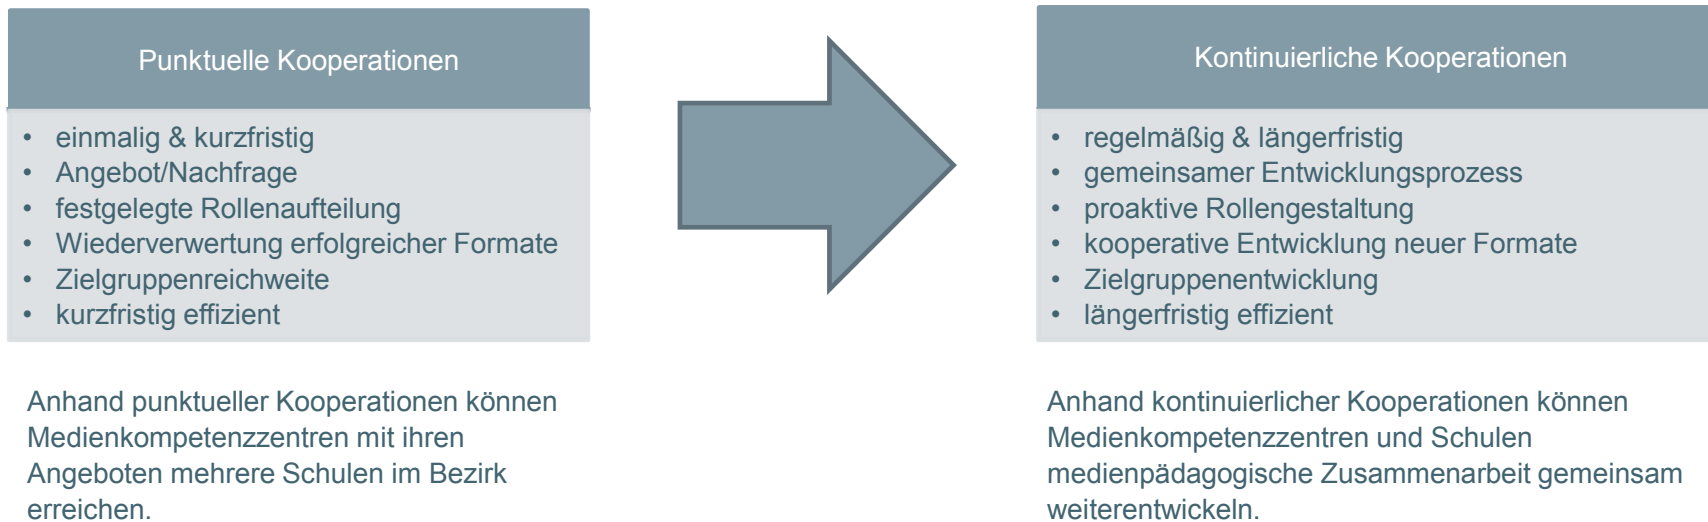 Punktuelle Kooperationen
• einmalig & kurzfristig
• Angebot/Nachfrage
• festgelegte Rollenaufteilung
• Wiederverwertung erfolgreicher Formate
• Zielgruppenreichweite
• kurzfristig effizient
Anhand punktueller Kooperationen können
Medienkompetenzzentren mit ihren
Angeboten mehrere Schulen im Bezirk
erreichen.
Kontinuierliche Kooperationen
• regelmäßig & längerfristig
• gemeinsamer Entwicklungsprozess
• proaktive Rollengestaltung
• kooperative Entwicklung neuer Formate
• Zielgruppenentwicklung
• längerfristig effizient
Anhand kontinuierlicher Kooperationen können
Medienkompetenzzentren und Schulen
medienpädagogische Zusammenarbeit gemeinsam
weiterentwickeln.